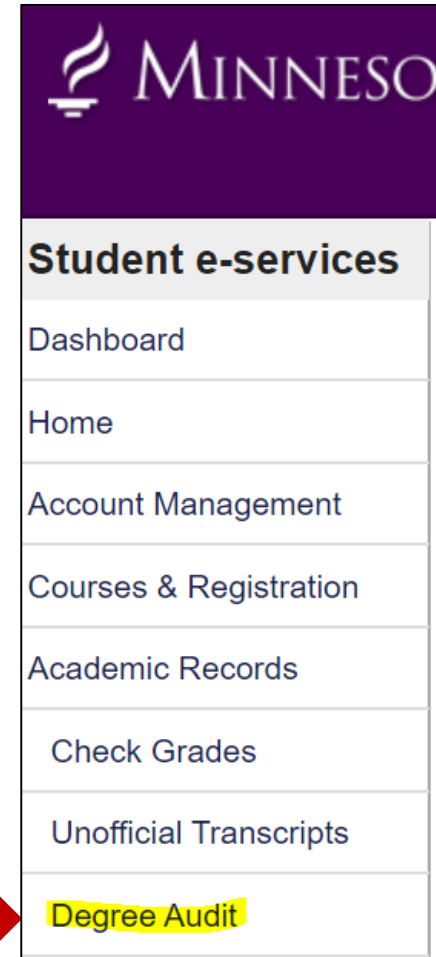 MINNESO
Student e-services
Dashboard
Home
Account Management
Courses & Registration
Academic Records
Check Grades
Unofficial Transcripts
Degree Audit